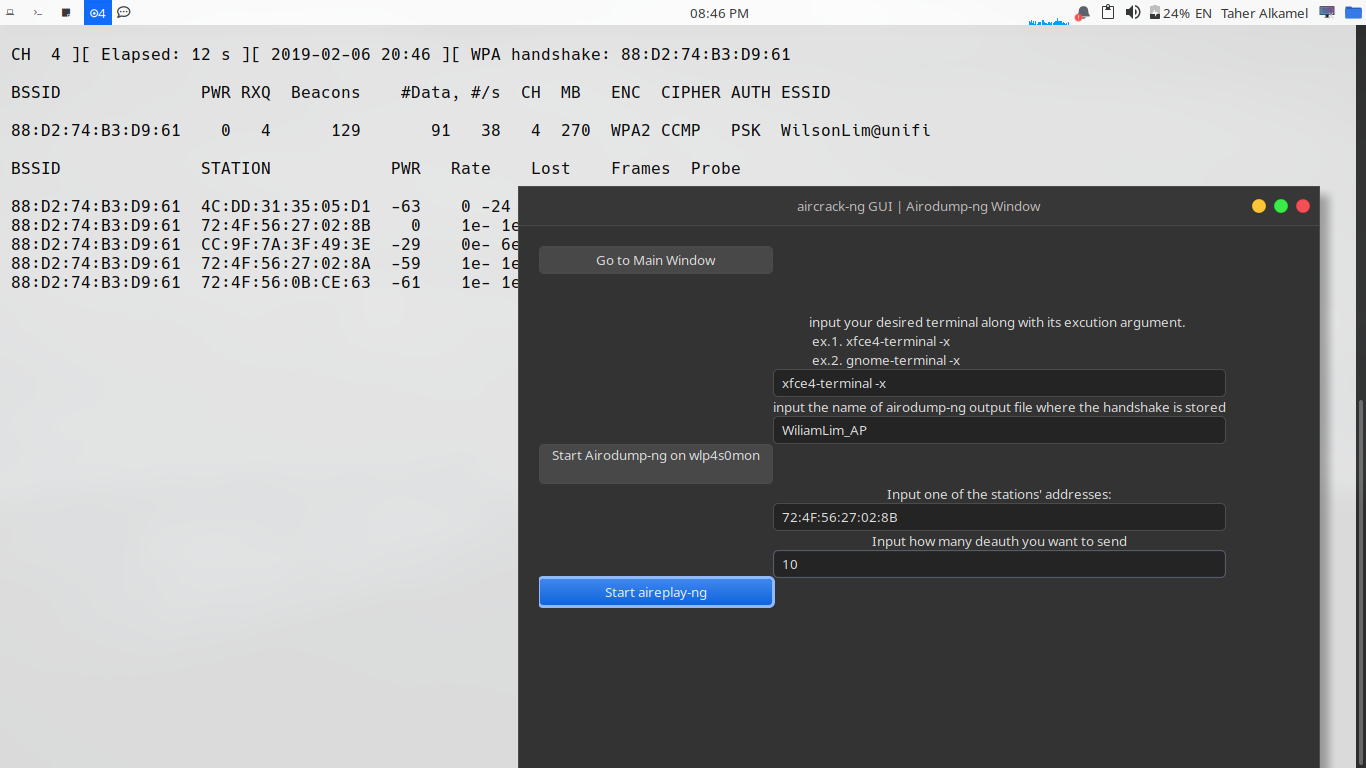 08:46 PM
4
24% EN Taher Alkamel
CH 4 ][ Elapsed: 12 s ][ 2019-02-06 20:46 ][ WPA handshake: 88:D2:74:B3:D9:61
BSSID PWR RXQ Beacons #Data, #/s CH MB ENC CIPHER AUTH ESSID
88:D2:74:B3:D9:61 0 4 129 91 38 4 270 WPA2 CCMP PSK WilsonLim@unifi
BSSID STATION PWR Rate Lost Frames Probe
88:D2:74:B3:D9:61 4C:DD:31:35:05:D1 -63 0 -24
88:D2:74:B3:D9:61 72:4F:56:27:02:8B 0 1e- 1e
88:D2:74:B3:D9:61 CC:9F:7A:3F:49:3E -29 0e- 6e
88:D2:74:B3:D9:61 72:4F:56:27:02:8A -59 1e- 1e
88:D2:74:B3:D9:61 72:4F:56:0B:CE:63 -61 1e- 1e
aircrack-ng GUI | Airodump-ng Window
Go to Main Window
input your desired terminal along with its excution argument.
ex.1. xfce4-terminal -x
ex.2. gnome-terminal -x
xfce4-terminal -x
input the name of airodump-ng output file where the handshake is stored
WiliamLim_AP
Start Airodump-ng on wlp4s0mon
Input one of the stations' addresses:
72:4F:56:27:02:8B
Input how many deauth you want to send
10
Start aireplay-ng